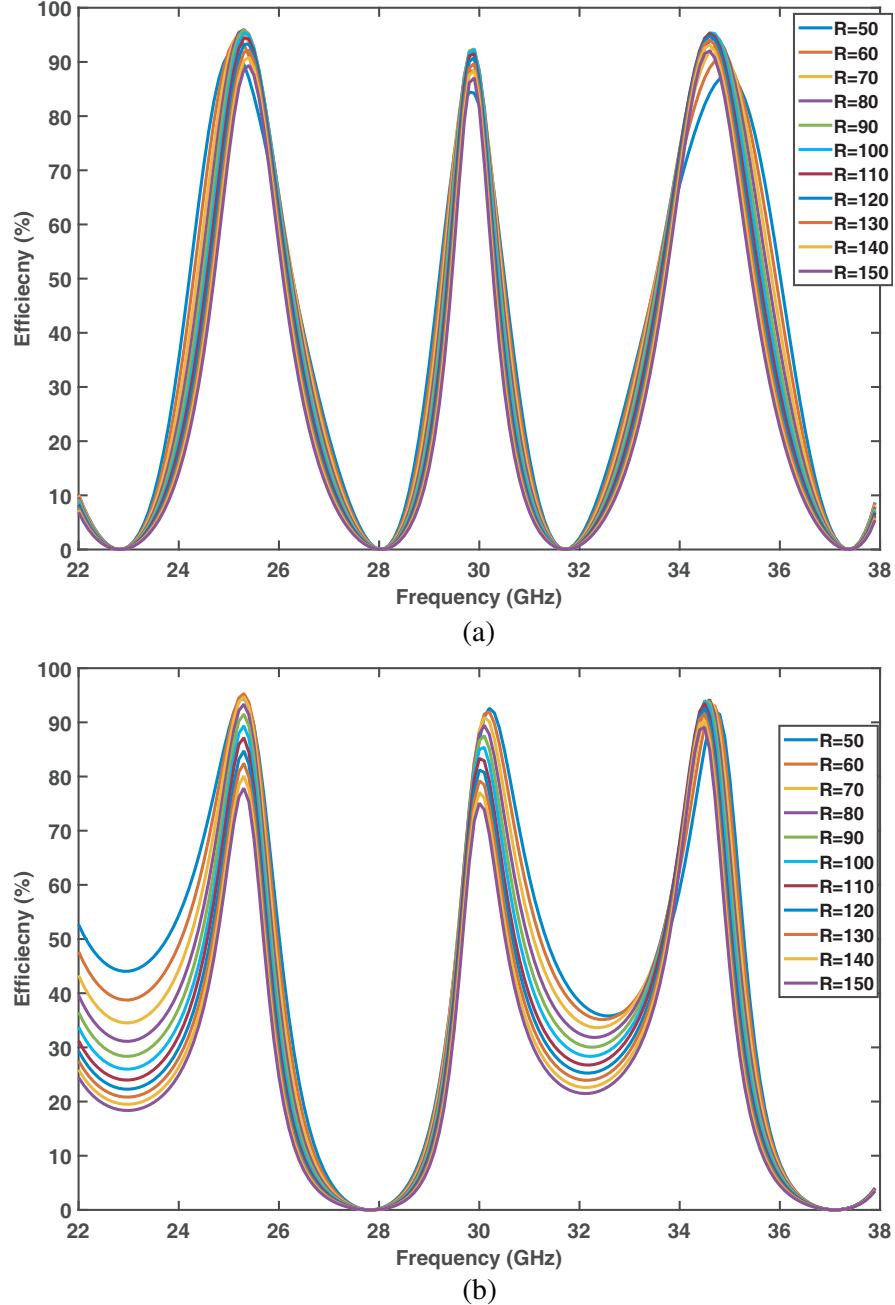 100
90
80
70
60
50
40
30
20
10
0
Efficiecny (%)
22 24 26 28 30 32 34 36 38
Frequency (GHz)
R=50
R=60
R=70
R=80
R=90
R=100
R=110
R=120
R=130
R=140
R=150
(a)
100
90
80
70
60
50
40
30
20
10
0
Efficiecny (%)
22 24 26 28 30 32 34 36 38
Frequency (GHz)
R=50
R=60
R=70
R=80
R=90
R=100
R=110
R=120
R=130
R=140
R=150
(b)